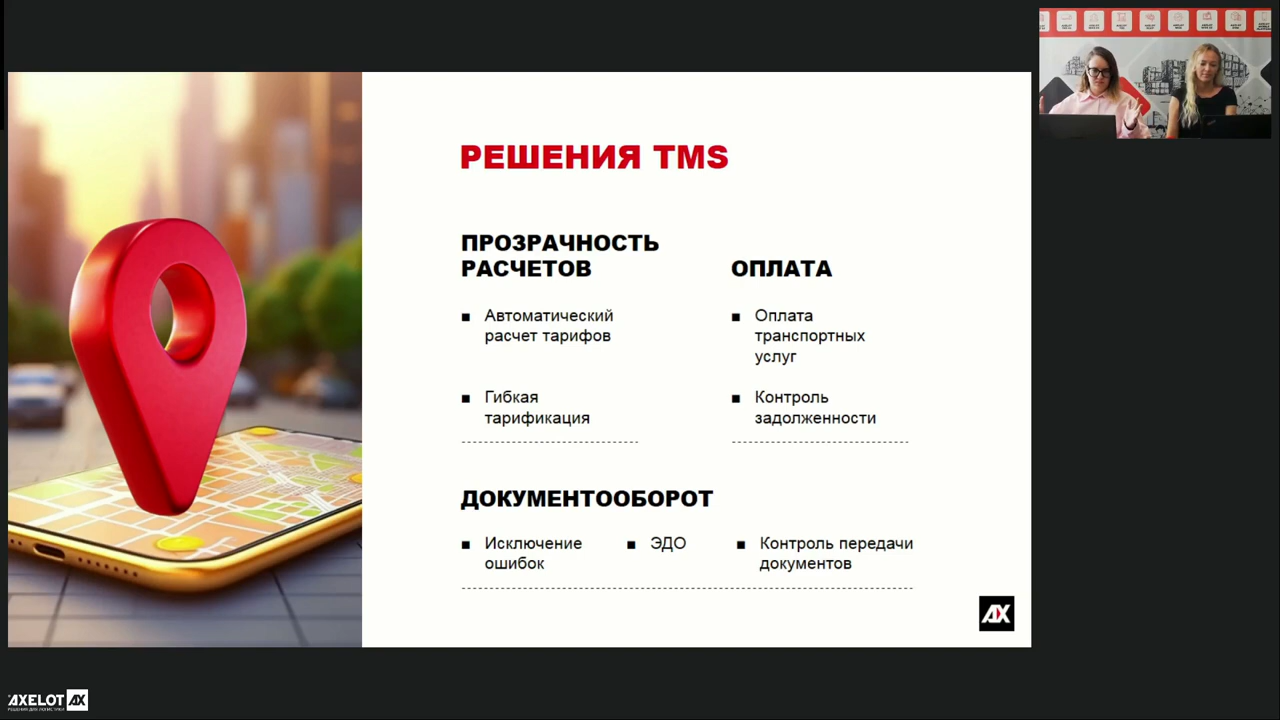 РЕШЕНИЯ TMS
ПРОЗРАЧНОСТЬ
РАСЧЕТОВ
■ Автоматический
расчет тарифов
■ Гибкая
тарификация
ОПЛАТА
■ Оплата
транспортных
услуг
■ Контроль
задолженности
ДОКУМЕНТООБОРОТ
■ Исключение
ошибок
■ ЭДО
■ Контроль передачи
документов
AX
AXELOT AX